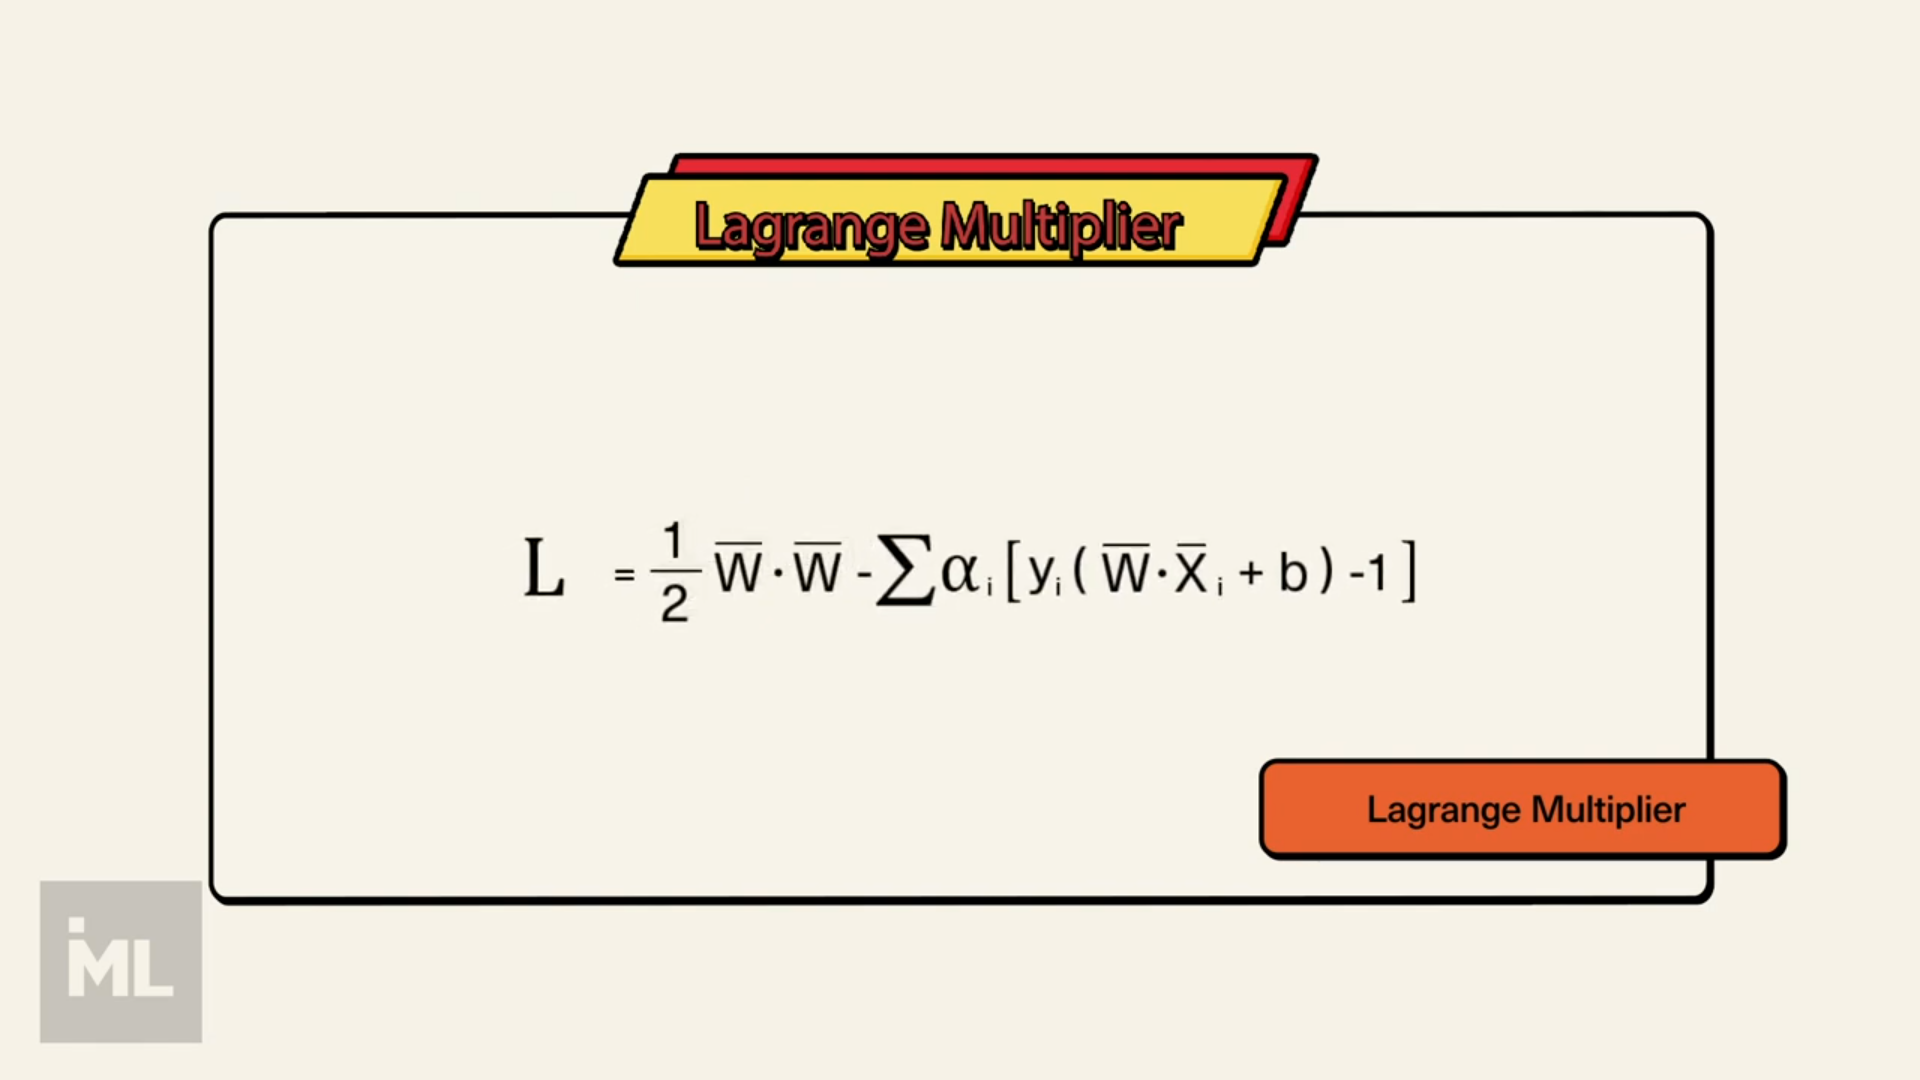 Lagrange Multiplier
L = 1/2 W̅·W̅ - ∑αᵢ [yᵢ( W̅·X̅ᵢ + b ) -1 ]
Lagrange Multiplier
iML